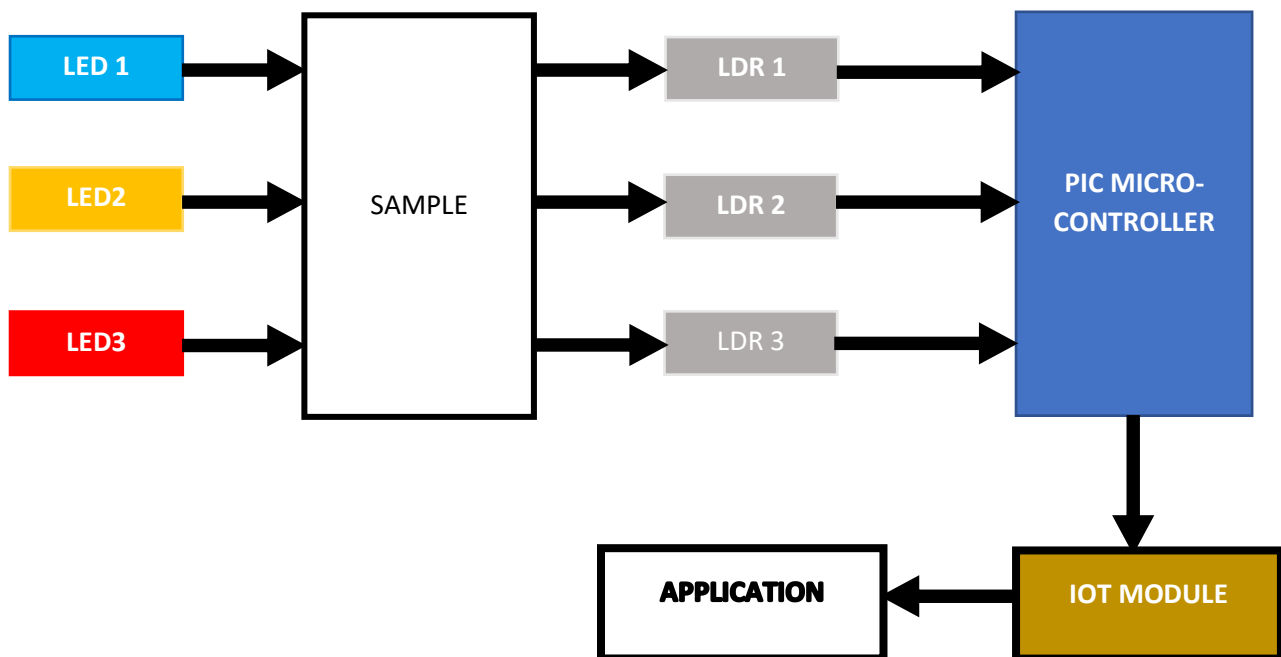 LED 1
LDR 1
LED2
SAMPLE
LDR 2
PIC MICRO-
CONTROLLER
LED3
LDR 3
APPLICATION
IOT MODULE